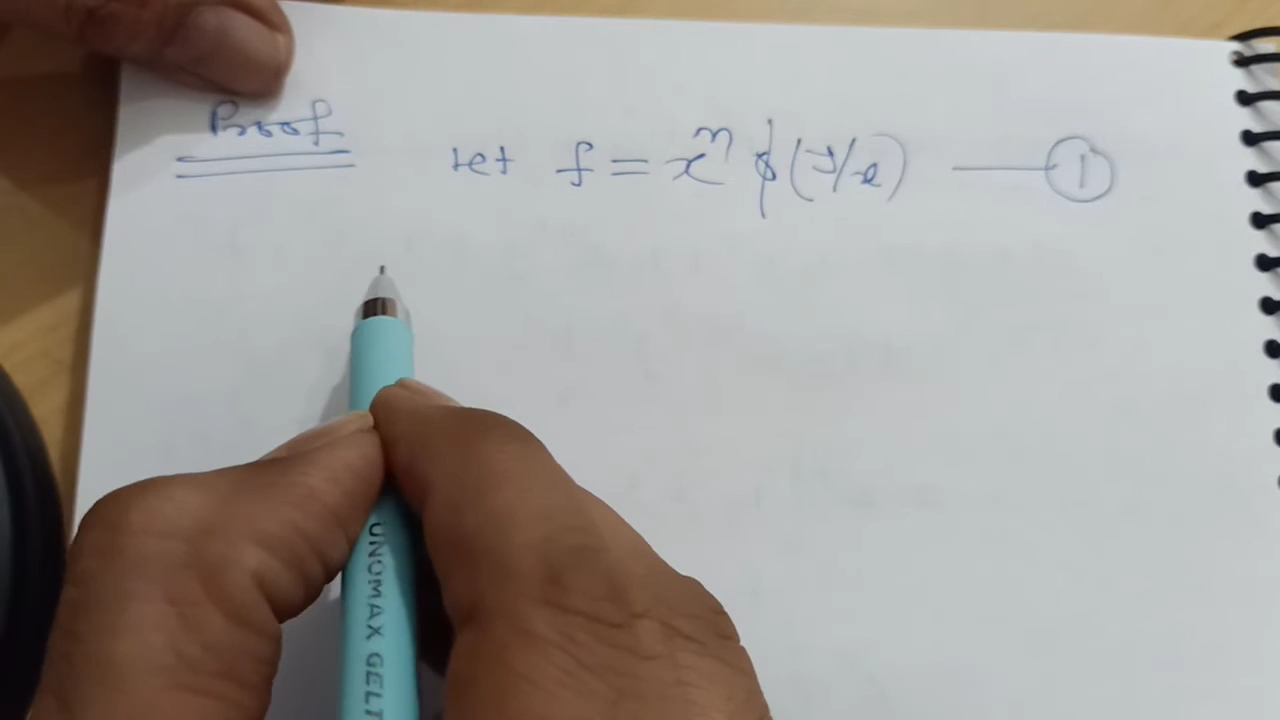 Proof
Let f = x^n φ(y/x) —— ①
UNOMAX GELT